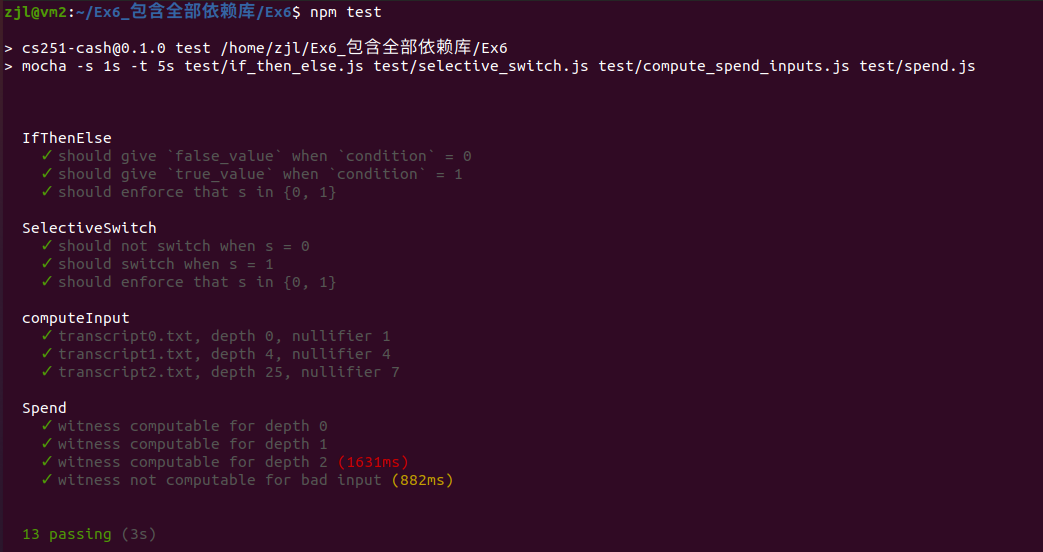 zjl@vm2:~/Ex6_包含全部依赖库/Ex6$ npm test
> cs251-cash@0.1.0 test /home/zjl/Ex6_包含全部依赖库/Ex6
> mocha -s 1s -t 5s test/if_then_else.js test/selective_switch.js test/compute_spend_inputs.js test/spend.js
IfThenElse
✓ should give `false_value` when `condition` = 0
✓ should give `true_value` when `condition` = 1
✓ should enforce that s in {0, 1}
SelectiveSwitch
✓ should not switch when s = 0
✓ should switch when s = 1
✓ should enforce that s in {0, 1}
computeInput
✓ transcript0.txt, depth 0, nullifier 1
✓ transcript1.txt, depth 4, nullifier 4
✓ transcript2.txt, depth 25, nullifier 7
Spend
✓ witness computable for depth 0
✓ witness computable for depth 1
✓ witness computable for depth 2 (1631ms)
✓ witness not computable for bad input (882ms)
13 passing (3s)